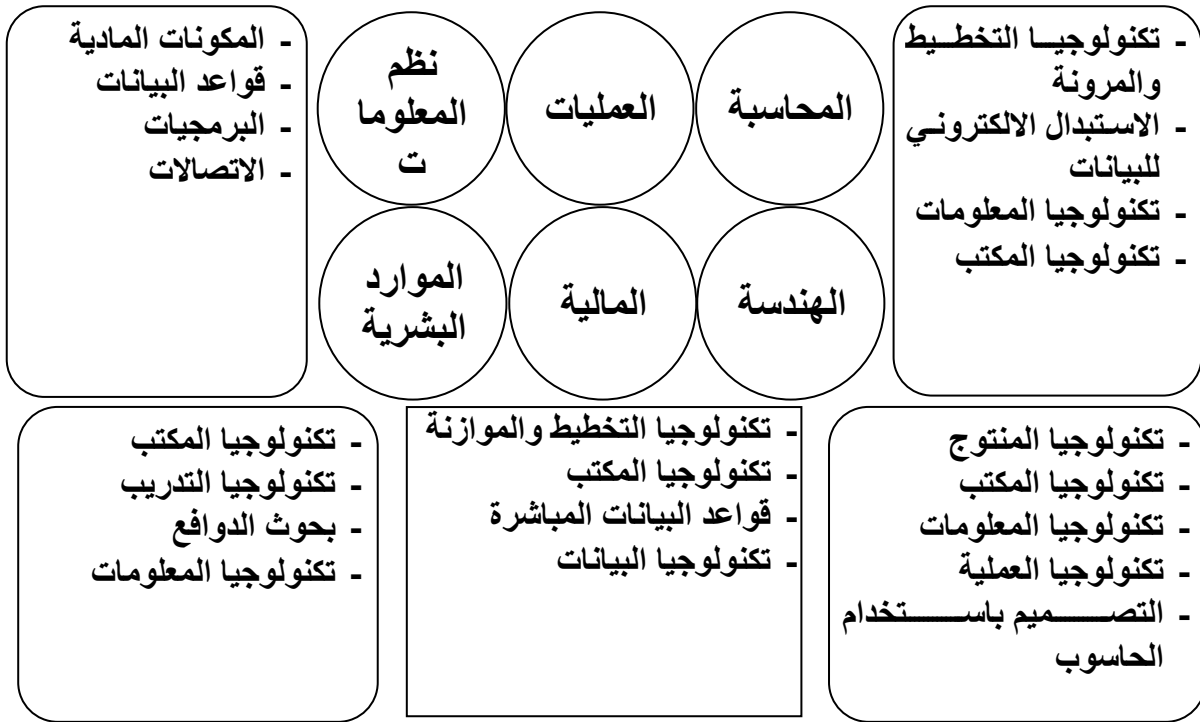 - تكنولوجيا التخطيط
والمرونة
- الاستبدال الالكتروني
للبيانات
- تكنولوجيا المعلومات
- تكنولوجيا المكتب
المحاسبة
العمليات
نظم
المعلوما
ت
- المكونات المادية
- قواعد البيانات
- البرمجيات
- الاتصالات
الهندسة
المالية
الموارد
البشرية
- تكنولوجيا المنتوج
- تكنولوجيا المكتب
- تكنولوجيا المعلومات
- تكنولوجيا العملية
- التصميم باستخدام
الحاسوب
- تكنولوجيا التخطيط والموازنة
- تكنولوجيا المكتب
- قواعد البيانات المباشرة
- تكنولوجيا البيانات
- تكنولوجيا المكتب
- تكنولوجيا التدريب
- بحوث الدوافع
- تكنولوجيا المعلومات